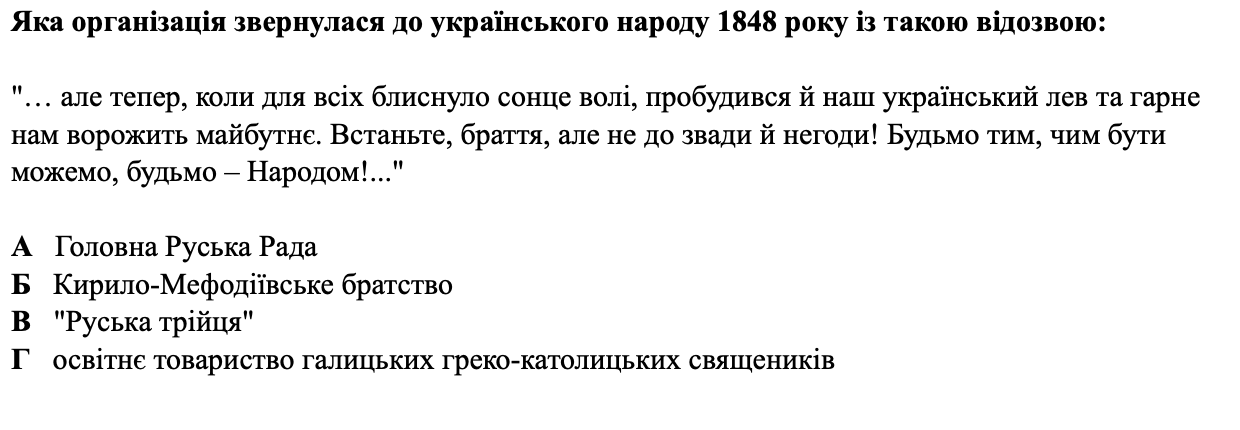 Яка організація звернулася до українського народу 1848 року із такою відозвою:
"… але тепер, коли для всіх блиснуло сонце волі, пробудився й наш український лев та гарне
нам ворожить майбутнє. Встаньте, браття, але не до звади й негоди! Будьмо тим, чим бути
можемо, будьмо – Народом!..."
А Головна Руська Рада
Б Кирило-Мефодіївське братство
В "Руська трійця"
Г освітнє товариство галицьких греко-католицьких священиків